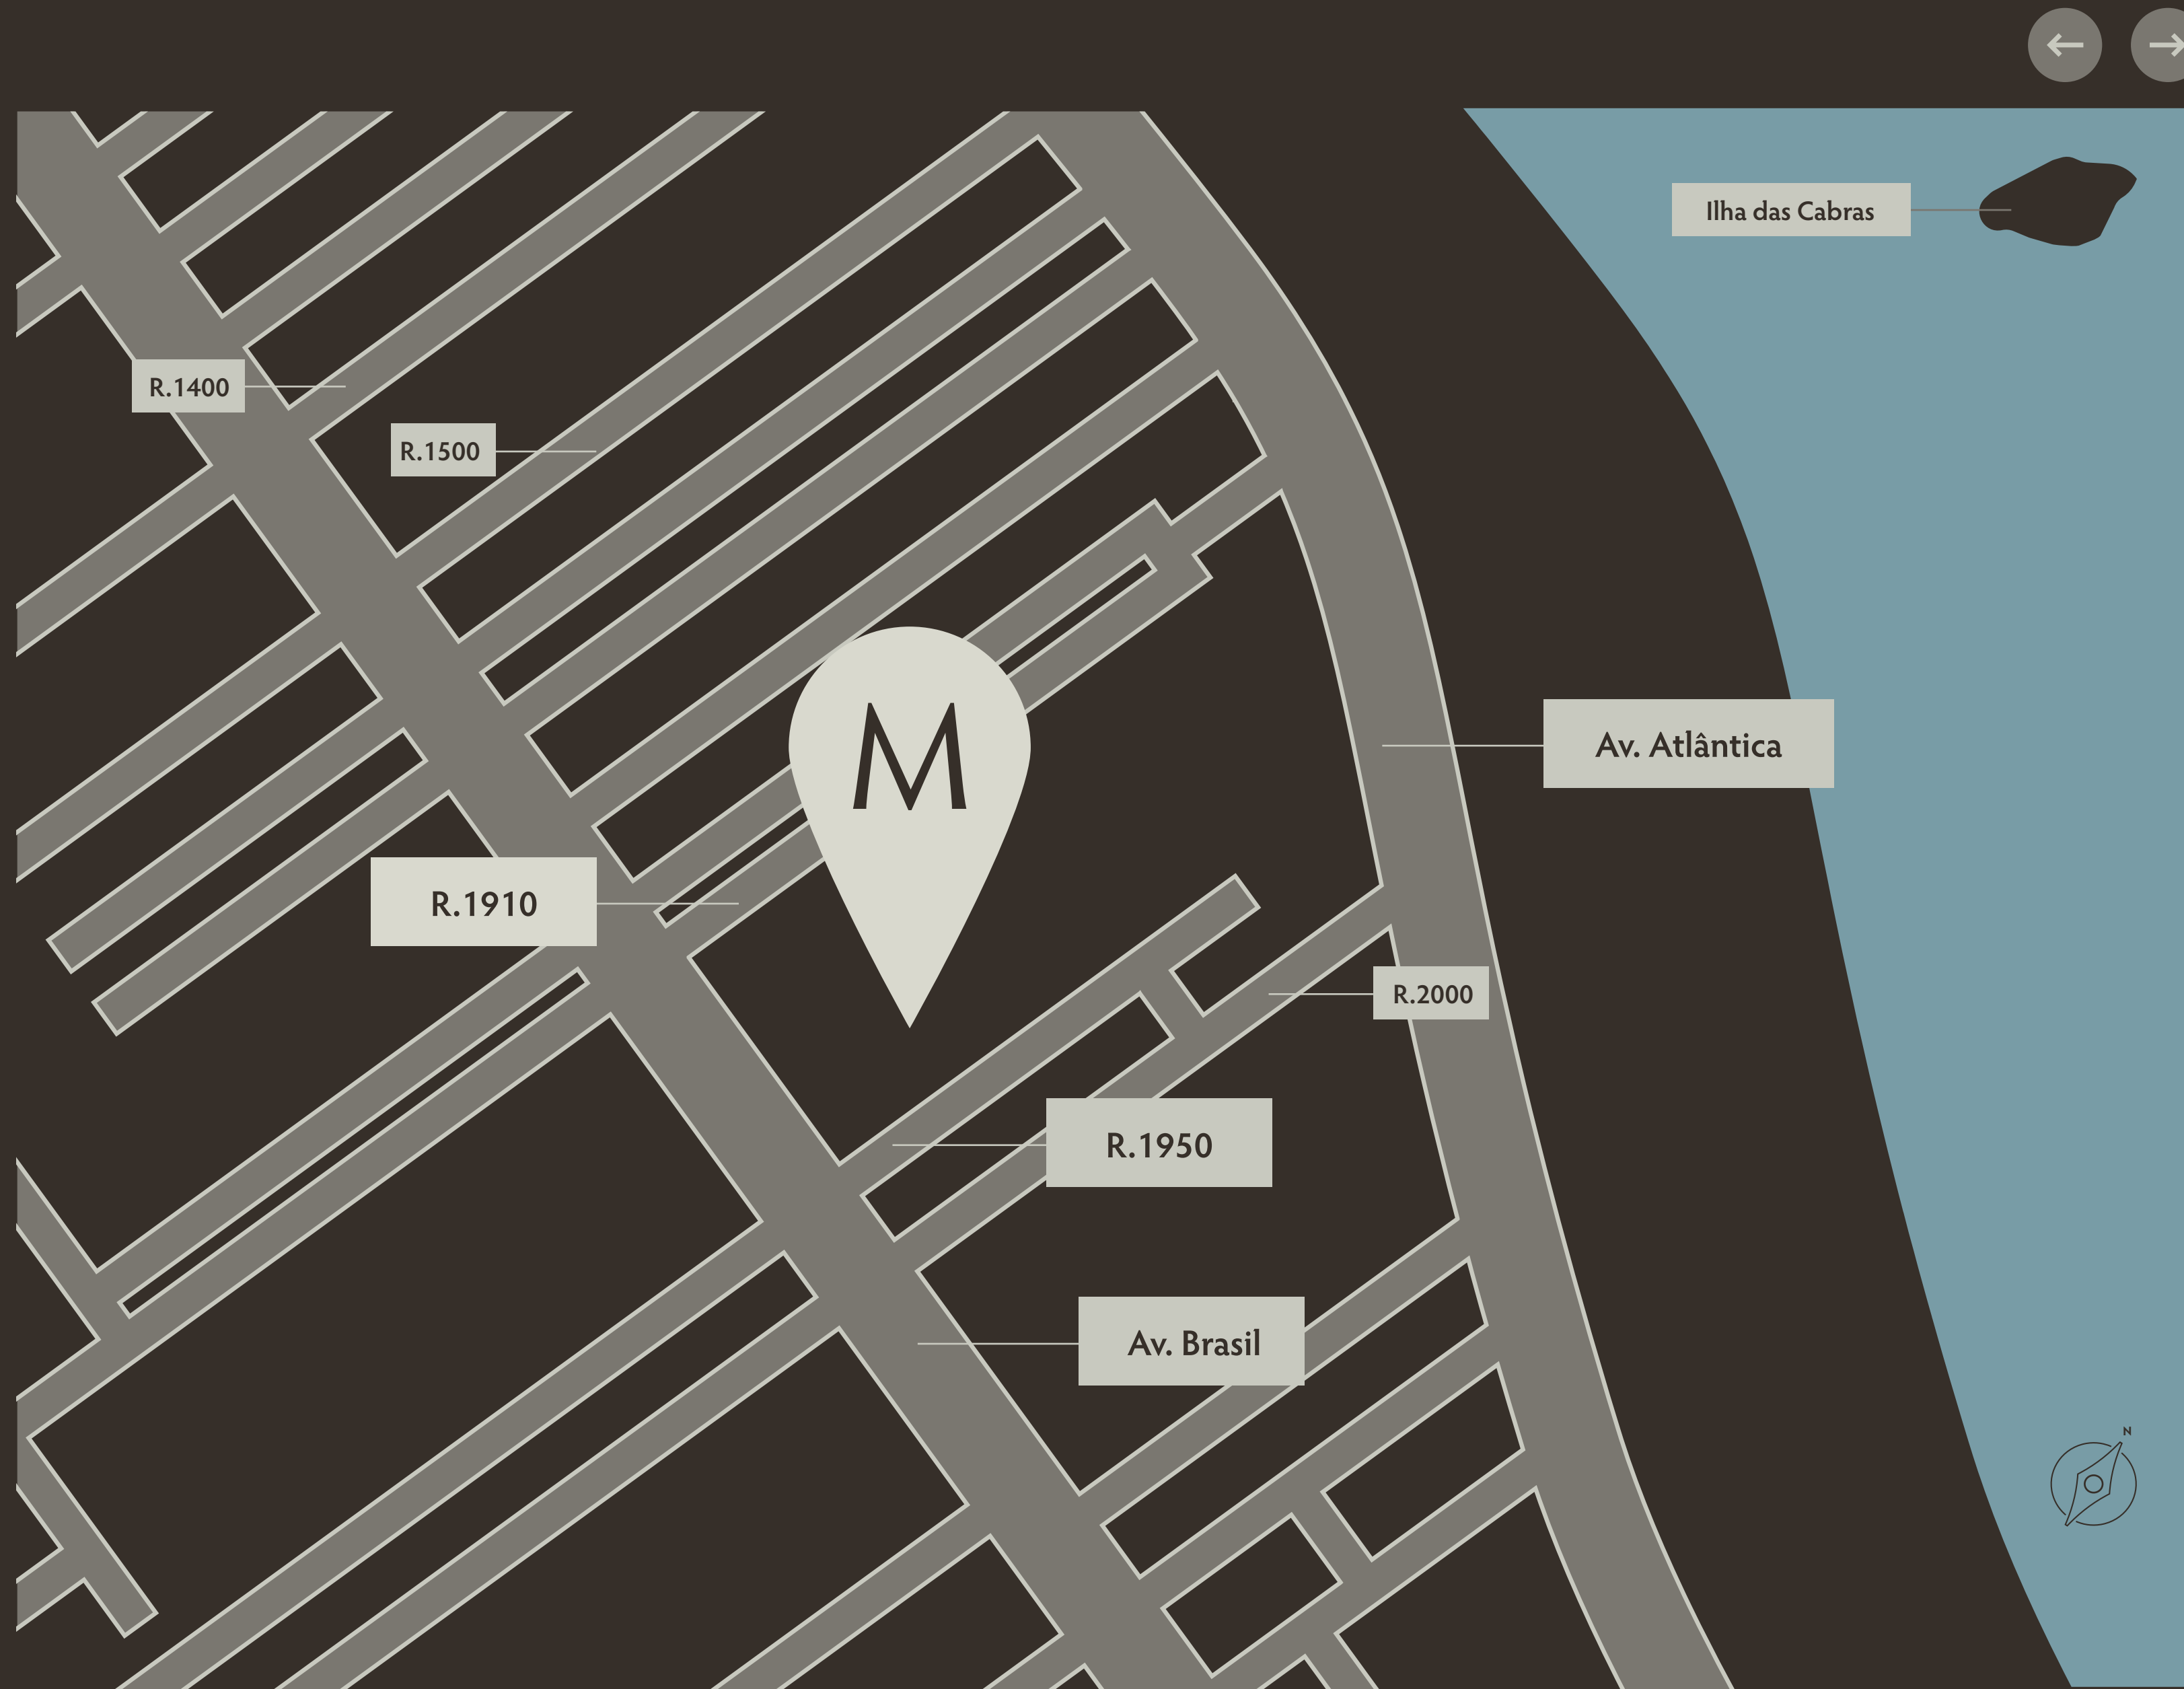 Ilha das Cabras
R.1400
R.1500
M
Av. Atlântica
R.1910
R.2000
R.1950
Av. Brasil
N